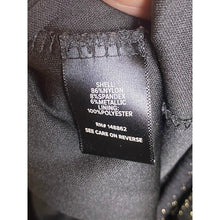 SHELL:
86%NYLON
8%SPANDEX
6%METALLIC
LINING:
100%POLYESTER
RN# 148862
SEE CARE ON REVERSE